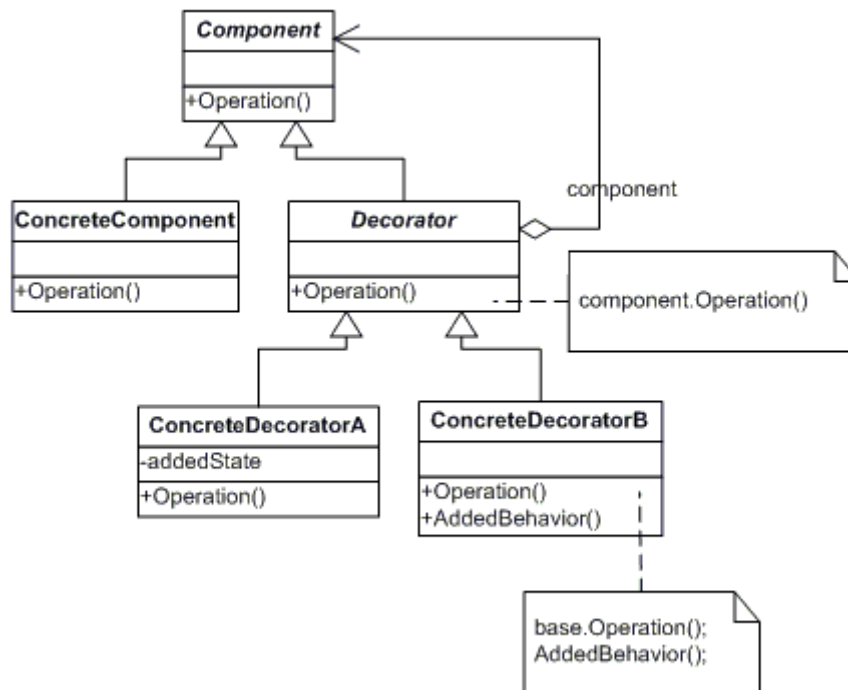 Component
+Operation()
component
ConcreteComponent
+Operation()
Decorator
+Operation()
component.Operation()
ConcreteDecoratorA
-addedState
+Operation()
ConcreteDecoratorB
+Operation()
+AddedBehavior()
base.Operation();
AddedBehavior();